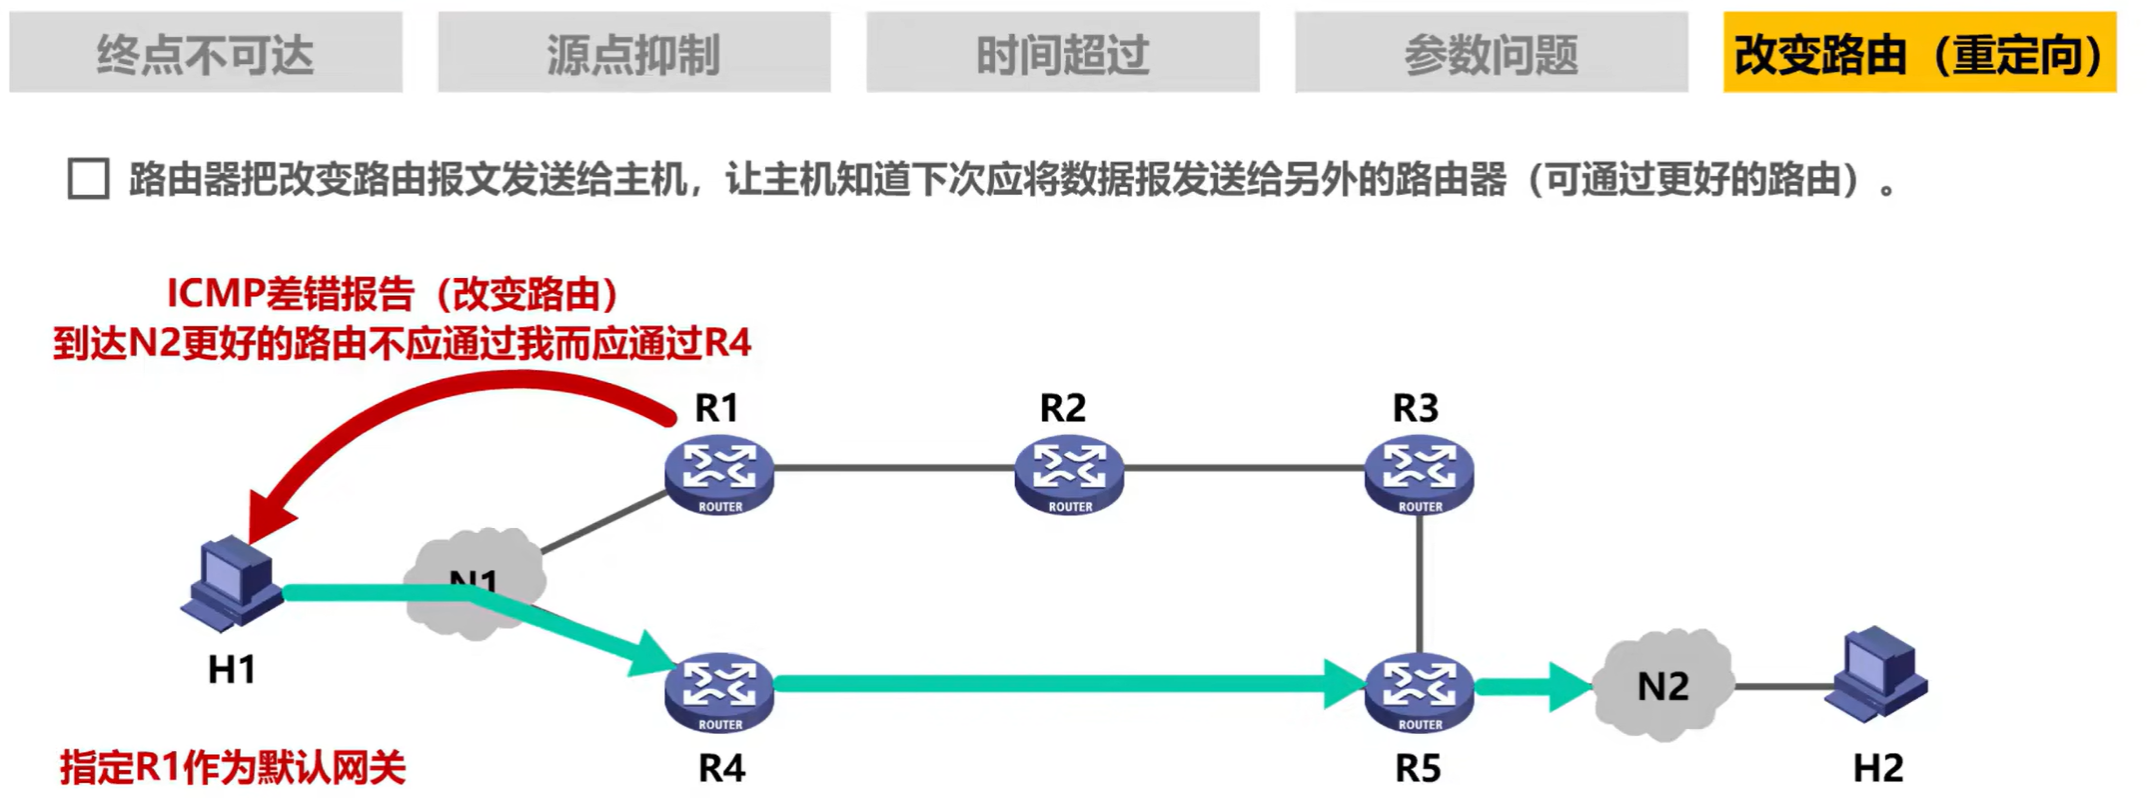 终点不可达
源点抑制
时间超过
参数问题
改变路由（重定向）
路由器把改变路由报文发送给主机，让主机知道下次应将数据报发送给另外的路由器（可通过更好的路由）。
ICMP差错报告（改变路由）
到达N2更好的路由不应通过我而应通过R4
R1
R2
R3
ROUTER
ROUTER
ROUTER
N1
H1
ROUTER
ROUTER
N2
指定R1作为默认网关
R4
R5
H2